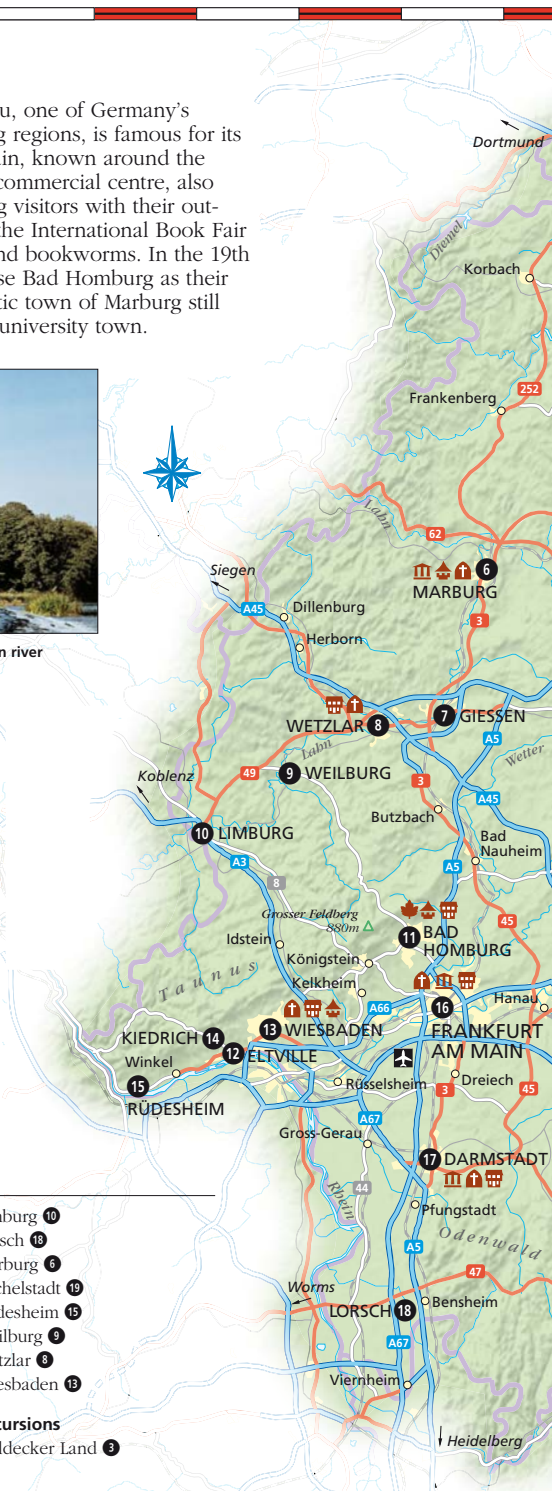 u, one of Germany's
g regions, is famous for its
in, known around the
commercial centre, also
g visitors with their out-
the International Book Fair
nd bookworms. In the 19th
se Bad Homburg as their
tic town of Marburg still
university town.
n river
Dortmund
Diemel
Korbach
252
Frankenberg
Lahn
62
6
MARBURG
Siegen
A45
Dillenburg
3
Herborn
WETZLAR 8
7 GIESSEN
A5
Lahn
Wetter
Koblenz
49
9 WEILBURG
3
A45
Butzbach
10 LIMBURG
Bad
Nauheim
A3
A5
8
Grosser Feldberg
880m
45
11 BAD
HOMBURG
Idstein
Königstein
Taunus
Kelkheim
A66
16
Hanau
FRANKFURT
AM MAIN
13 WIESBADEN
KIEDRICH 14
12 ELTVILLE
Winkel
15
RÜDESHEIM
Rüsselsheim
Dreiech
3
45
A67
Gross-Gerau
17 DARMSTADT
Rhein
44
Pfungstadt
A5
Odenwald
47
Worms
LORSCH 18
Bensheim
A67
Viernheim
Heidelberg
nburg 10
sch 18
rburg 6
chelstadt 19
desheim 15
ilburg 9
tzlar 8
esbaden 13
cursions
ldecker Land 3